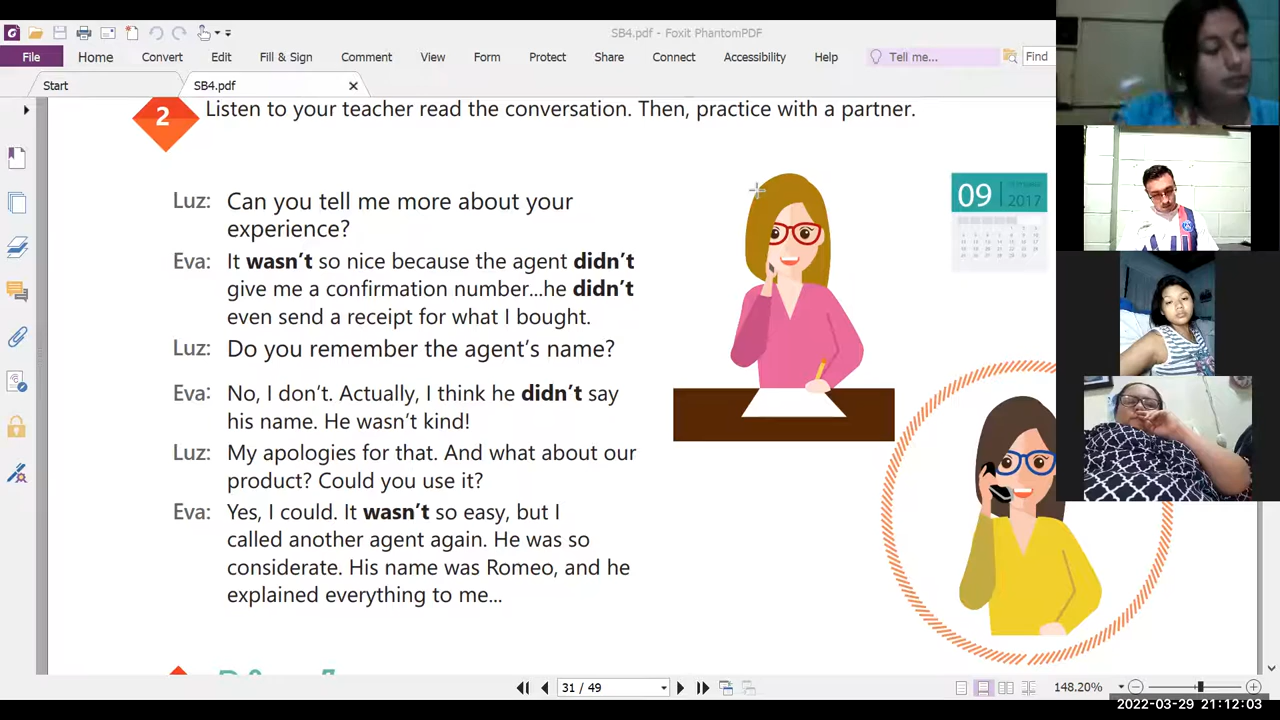 SB4.pdf - Foxit PhantomPDF
File Home Convert Edit Fill & Sign Comment View Form Protect Share Connect Accessibility Help Tell me... Find
Start SB4.pdf
2 Listen to your teacher read the conversation. Then, practice with a partner.
Luz: Can you tell me more about your
experience?
Eva: It wasn't so nice because the agent didn't
give me a confirmation number...he didn't
even send a receipt for what I bought.
Luz: Do you remember the agent's name?
Eva: No, I don't. Actually, I think he didn't say
his name. He wasn't kind!
Luz: My apologies for that. And what about our
product? Could you use it?
Eva: Yes, I could. It wasn't so easy, but I
called another agent again. He was so
considerate. His name was Romeo, and he
explained everything to me...
09
2017
31 / 49
148.20%
2022-03-29 21:12:03